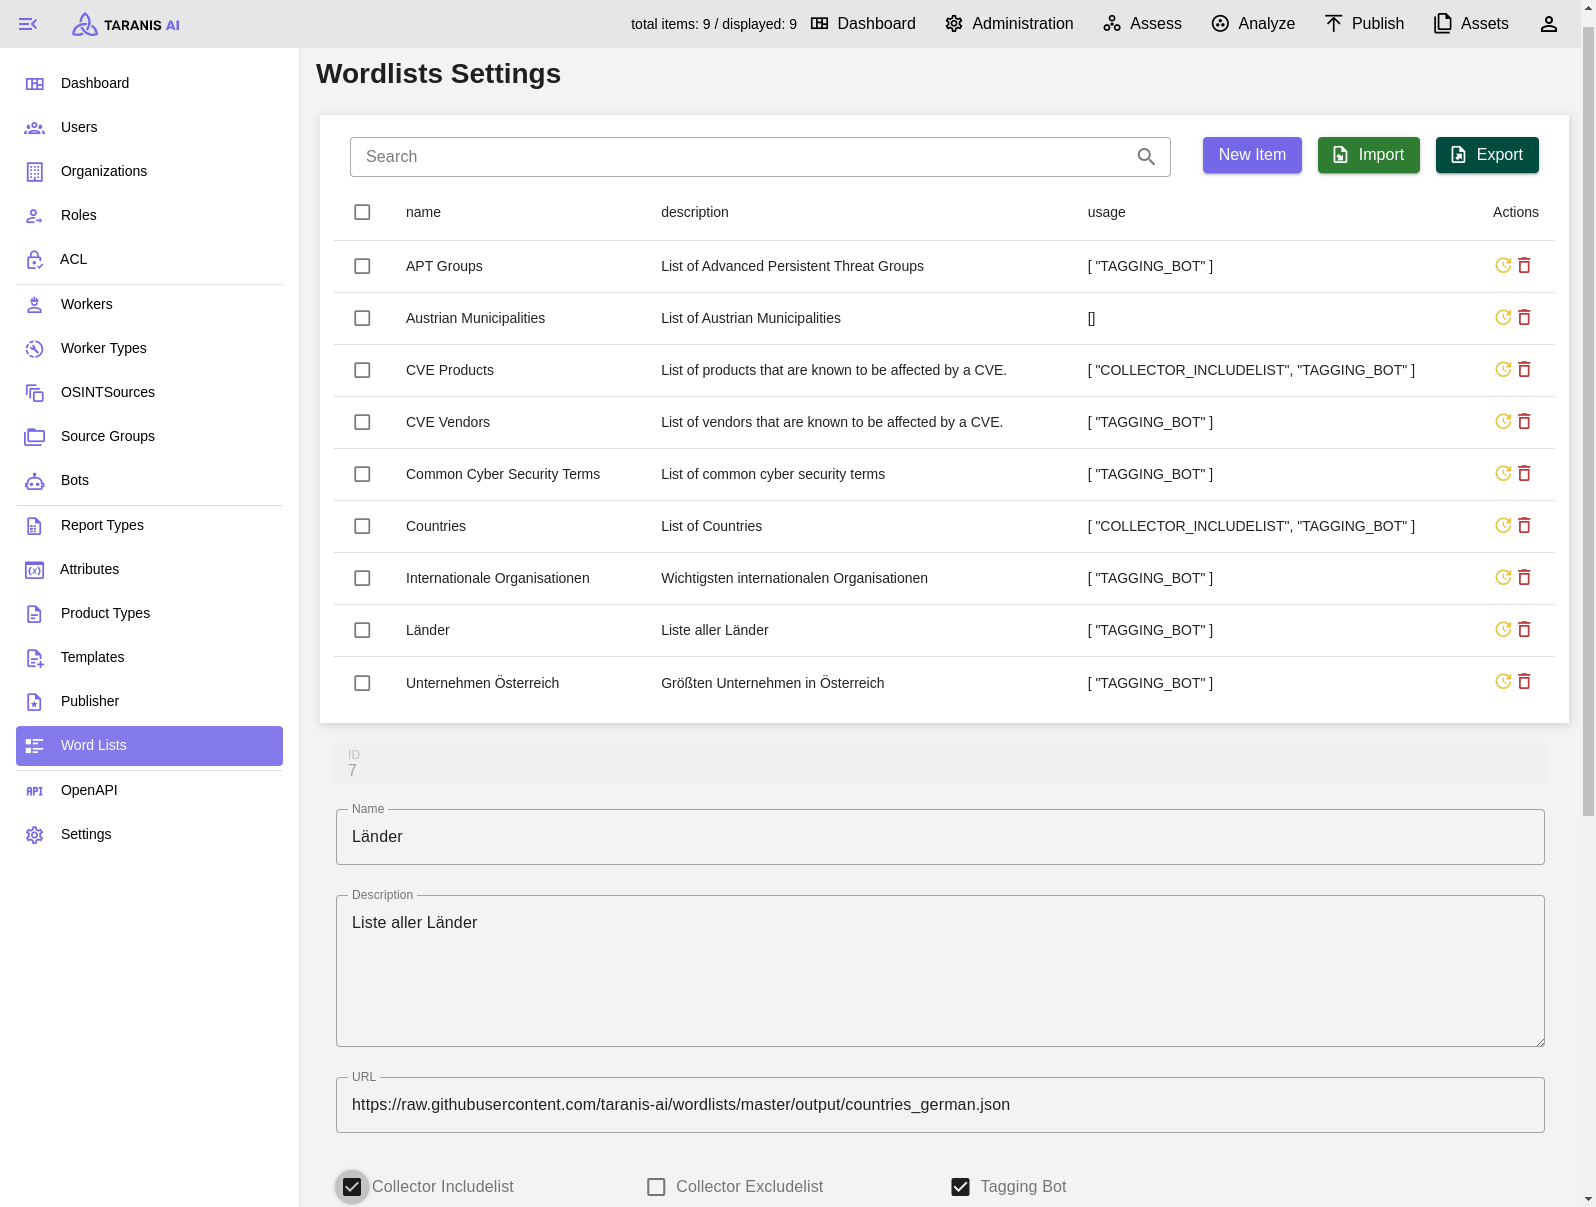 TARANIS AI
total items: 9 / displayed: 9 Dashboard Administration Assess Analyze Publish Assets
Dashboard
Users
Organizations
Roles
ACL
Workers
Worker Types
OSINTSources
Source Groups
Bots
Report Types
Attributes
Product Types
Templates
Publisher
Word Lists
API OpenAPI
Settings
Wordlists Settings
Search New Item Import Export
name description usage Actions
APT Groups List of Advanced Persistent Threat Groups [ "TAGGING_BOT" ]
Austrian Municipalities List of Austrian Municipalities []
CVE Products List of products that are known to be affected by a CVE. [ "COLLECTOR_INCLUDELIST", "TAGGING_BOT" ]
CVE Vendors List of vendors that are known to be affected by a CVE. [ "TAGGING_BOT" ]
Common Cyber Security Terms List of common cyber security terms [ "TAGGING_BOT" ]
Countries List of Countries [ "COLLECTOR_INCLUDELIST", "TAGGING_BOT" ]
Internationale Organisationen Wichtigsten internationalen Organisationen [ "TAGGING_BOT" ]
Länder Liste aller Länder [ "TAGGING_BOT" ]
Unternehmen Österreich Größten Unternehmen in Österreich [ "TAGGING_BOT" ]
ID
7
Name
Länder
Description
Liste aller Länder
URL
https://raw.githubusercontent.com/taranis-ai/wordlists/master/output/countries_german.json
Collector Includelist Collector Excludelist Tagging Bot